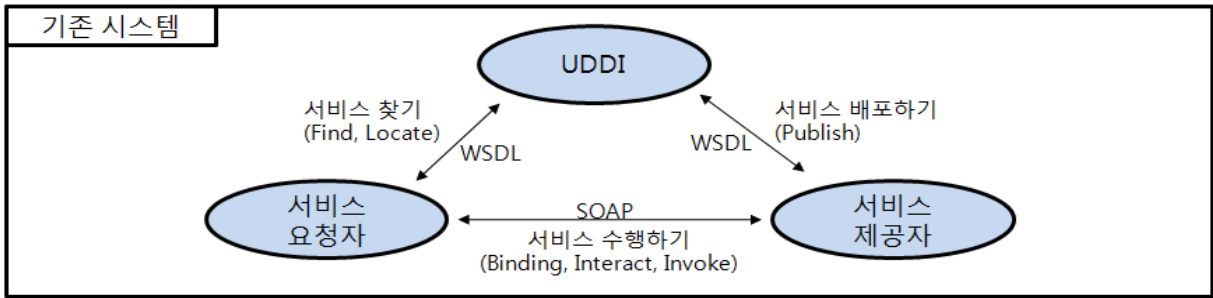 기존 시스템
UDDI
서비스 찾기
(Find, Locate)
WSDL
서비스 배포하기
(Publish)
WSDL
서비스
요청자
SOAP
서비스 수행하기
(Binding, Interact, Invoke)
서비스
제공자